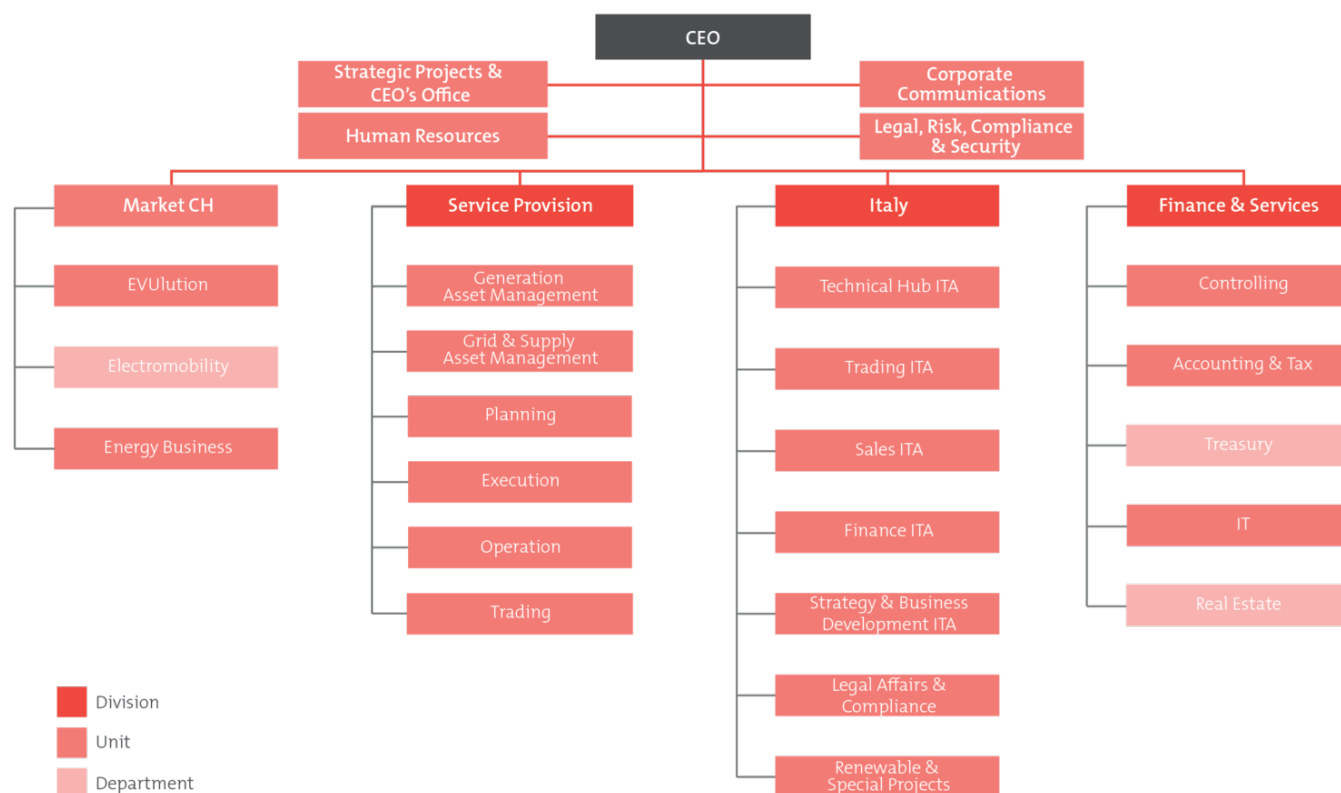 CEO
Strategic Projects &
CEO's Office
Corporate
Communications
Human Resources
Legal, Risk, Compliance
& Security
Market CH
EVUlution
Electromobility
Energy Business
Service Provision
Generation
Asset Management
Grid & Supply
Asset Management
Planning
Execution
Operation
Trading
Italy
Technical Hub ITA
Trading ITA
Sales ITA
Finance ITA
Strategy & Business
Development ITA
Legal Affairs &
Compliance
Renewable &
Special Projects
Finance & Services
Controlling
Accounting & Tax
Treasury
IT
Real Estate
Division
Unit
Department